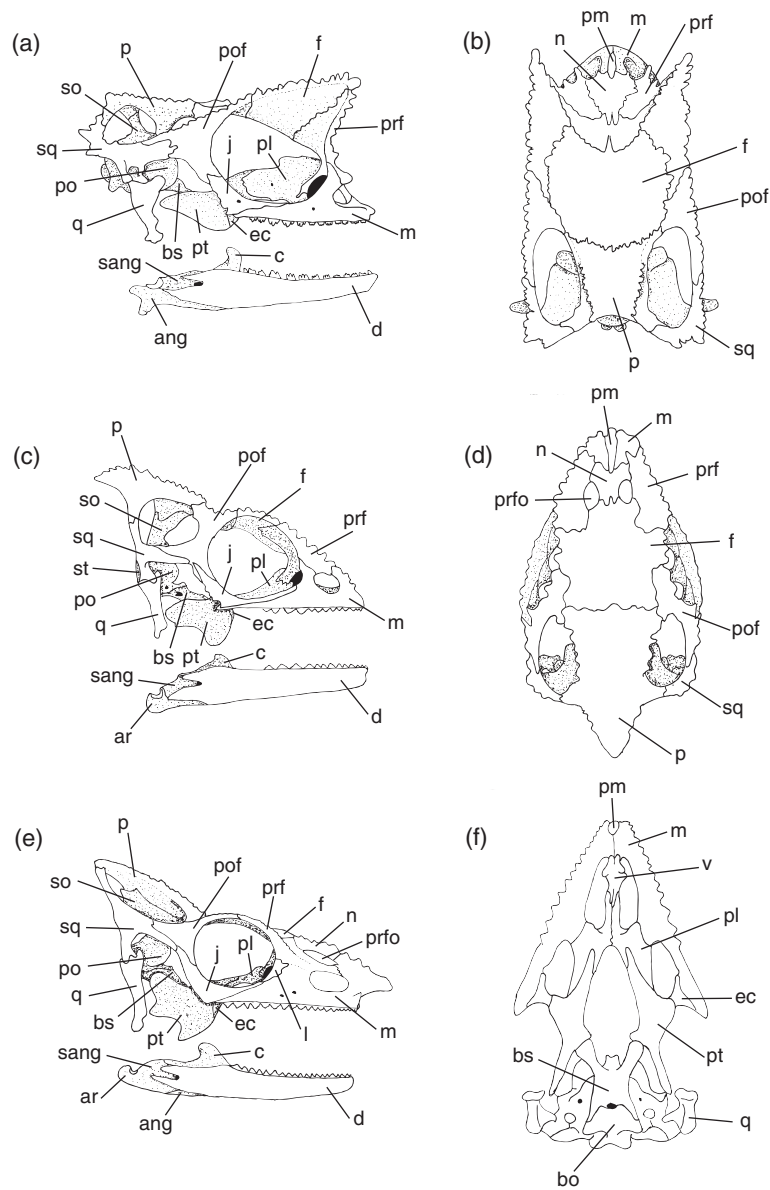 (a)
p
pof
f
so
prf
sq
j
pl
po
q
bs
pt
ec
m
sang
c
ang
d
(b)
pm
m
n
prf
f
pof
p
sq
(c)
p
pof
f
so
prf
sq
j
pl
st
po
q
bs
pt
ec
m
sang
c
ar
d
(d)
pm
m
n
prf
prfo
f
pof
sq
p
(e)
p
pof
prf
f
n
so
prfo
sq
pl
po
j
q
bs
pt
ec
l
m
sang
c
ar
ang
d
(f)
pm
m
v
pl
ec
pt
bs
q
bo